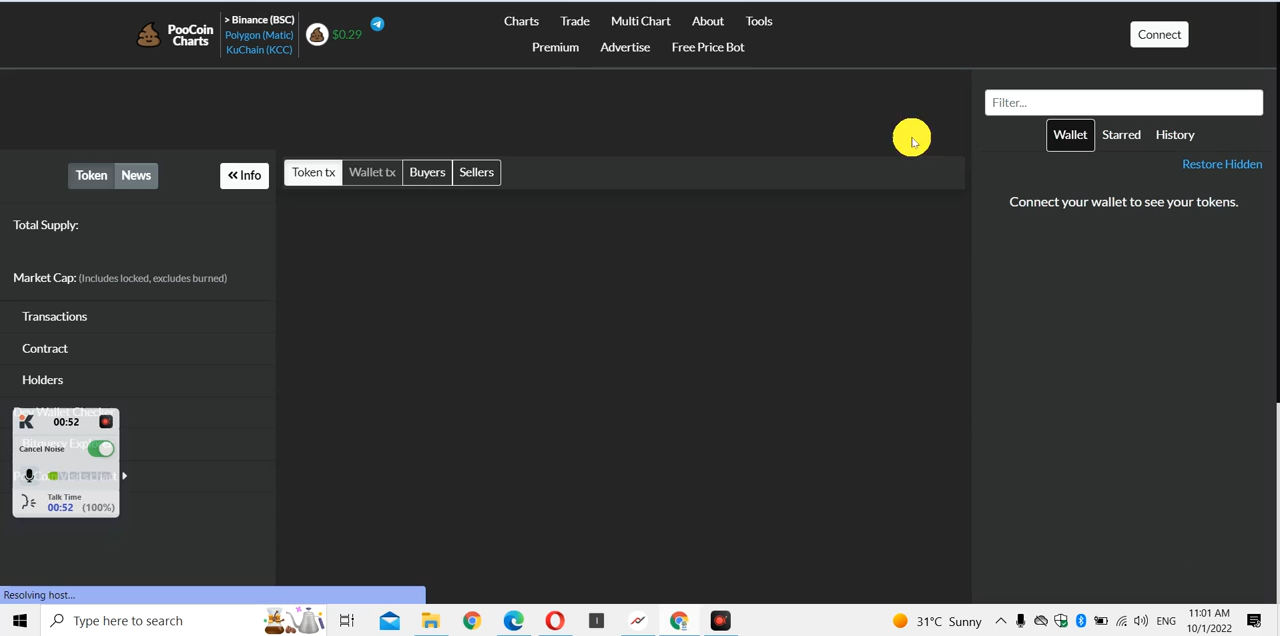 PooCoin
Charts
> Binance (BSC)
Polygon (Matic)
KuChain (KCC)
$0.29
Charts Trade Multi Chart About Tools
Premium Advertise Free Price Bot
Connect
Filter...
Wallet Starred History
Restore Hidden
Connect your wallet to see your tokens.
Token News
Info
Token tx Wallet tx Buyers Sellers
Total Supply:
Market Cap: (Includes locked, excludes burned)
Transactions
Contract
Holders
Dev Wallet Checker
00:52
Cancel Noise
Talk Time
00:52 (100%)
Resolving host...
Type here to search
31°C Sunny
ENG
11:01 AM
10/1/2022